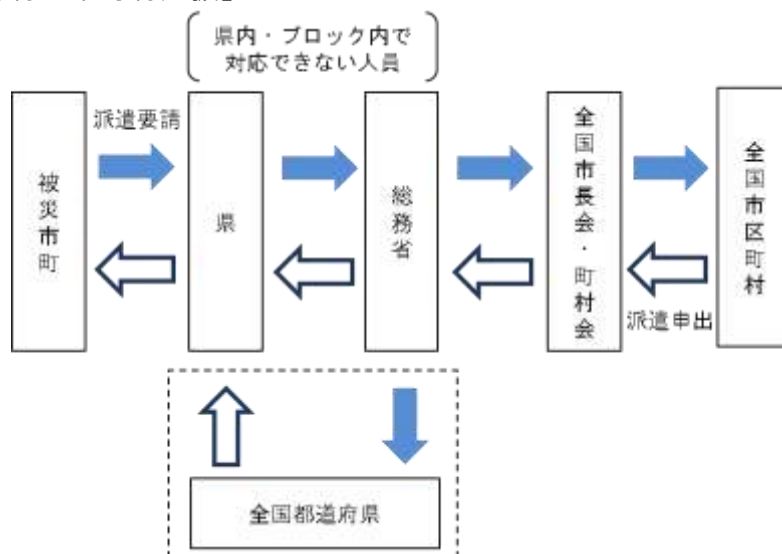 県内・ブロック内で
対応できない人員
派遣要請
被災市町
県
総務省
全国市長会・町村会
全国市区町村
派遣申出
全国都道府県